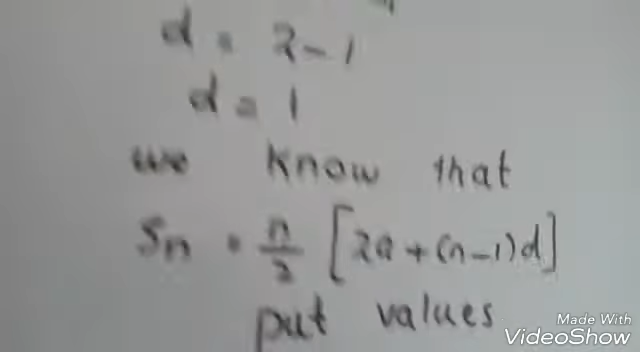 d = 2-1
d = 1
we know that
Sn = n/2 [2a+(n-1)d]
put values
Made With
VideoShow